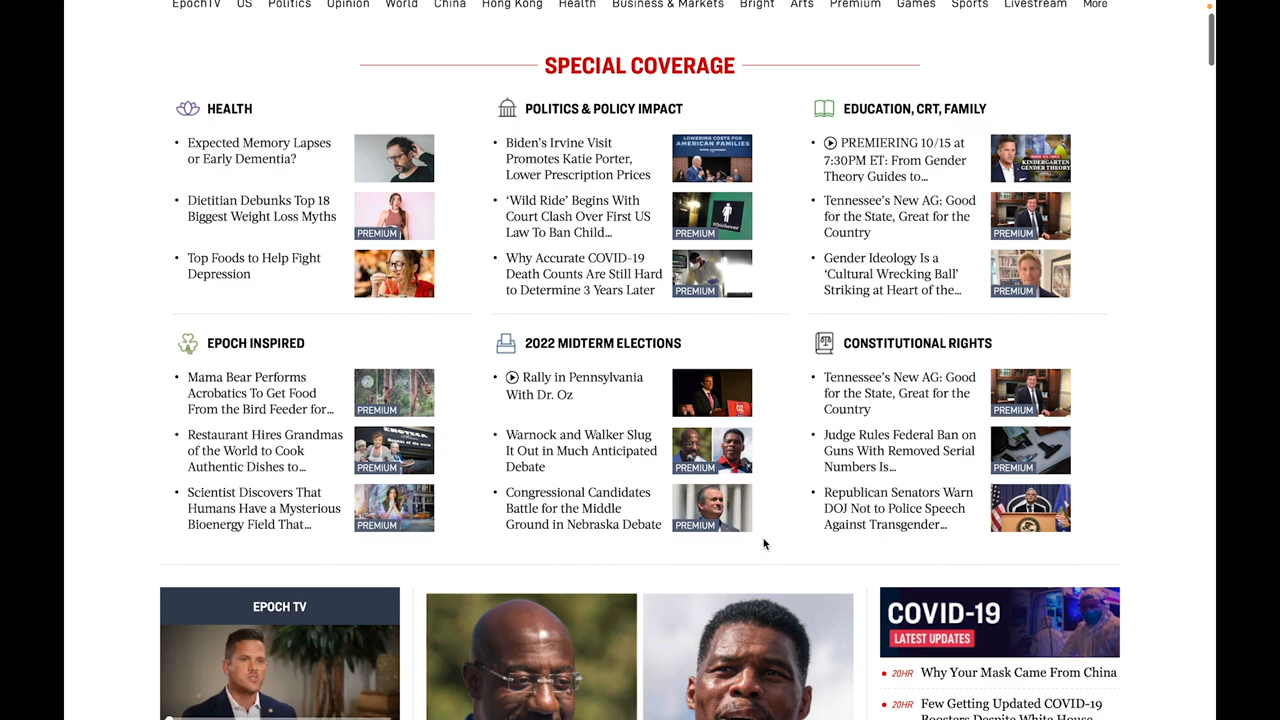 EpochTV US Politics Opinion World China Hong Kong Health Business & Markets Bright Arts Premium Games Sports Livestream More
SPECIAL COVERAGE
HEALTH
Expected Memory Lapses
or Early Dementia?
Dietitian Debunks Top 18
Biggest Weight Loss Myths
PREMIUM
Top Foods to Help Fight
Depression
POLITICS & POLICY IMPACT
Biden's Irvine Visit
Promotes Katie Porter,
Lower Prescription Prices
LOWERING COSTS FOR
AMERICAN FAMILIES
‘Wild Ride’ Begins With
Court Clash Over First US
Law To Ban Child...
Whichever
PREMIUM
Why Accurate COVID-19
Death Counts Are Still Hard
to Determine 3 Years Later
PREMIUM
EDUCATION, CRT, FAMILY
PREMIERING 10/15 at
7:30PM ET: From Gender
Theory Guides to...
KINDERGARTEN
GENDER THEORY
Tennessee's New AG: Good
for the State, Great for the
Country
PREMIUM
Gender Ideology Is a
‘Cultural Wrecking Ball’
Striking at Heart of the...
PREMIUM
EPOCH INSPIRED
Mama Bear Performs
Acrobatics To Get Food
From the Bird Feeder for...
PREMIUM
Restaurant Hires Grandmas
of the World to Cook
Authentic Dishes to...
ENOTECA
PREMIUM
Scientist Discovers That
Humans Have a Mysterious
Bioenergy Field That...
PREMIUM
2022 MIDTERM ELECTIONS
Rally in Pennsylvania
With Dr. Oz
Warnock and Walker Slug
It Out in Much Anticipated
Debate
PREMIUM
Congressional Candidates
Battle for the Middle
Ground in Nebraska Debate
PREMIUM
CONSTITUTIONAL RIGHTS
Tennessee's New AG: Good
for the State, Great for the
Country
PREMIUM
Judge Rules Federal Ban on
Guns With Removed Serial
Numbers Is...
PREMIUM
Republican Senators Warn
DOJ Not to Police Speech
Against Transgender...
EPOCH TV
COVID-19
LATEST UPDATES
20HR Why Your Mask Came From China
20HR Few Getting Updated COVID-19
Boosters Despite White House